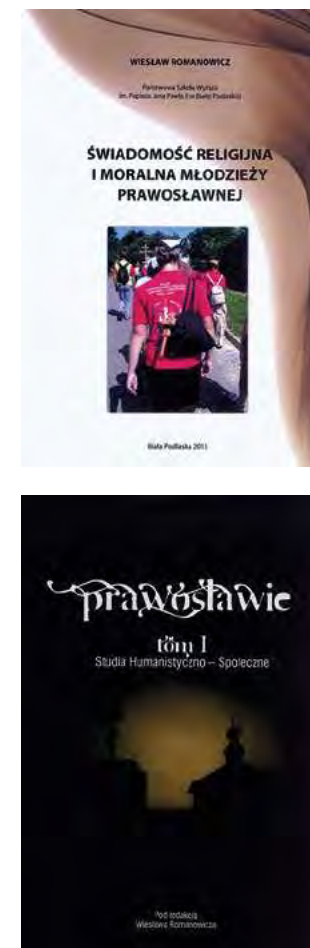 WIESŁAW ROMANOWICZ
Państwowa Szkoła Wyższa
im. Papieża Jana Pawła II w Białej Podlaskiej
ŚWIADOMOŚĆ RELIGIJNA
I MORALNA MŁODZIEŻY
PRAWOSŁAWNEJ
Biała Podlaska 2011
prawosławie
tom I
Studia Humanistyczno – Społeczne
Pod redakcją
Wiesława Romanowicza